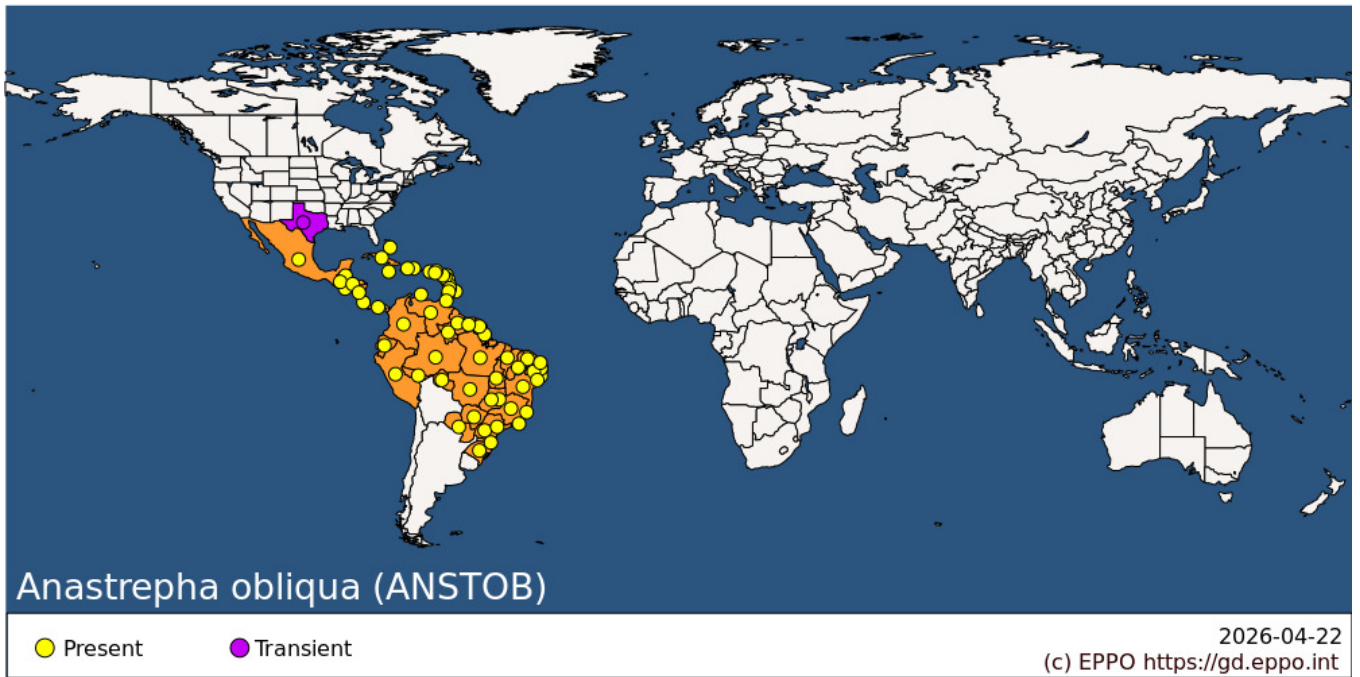 Anastrepha obliqua (ANSTOB)
Present
Transient
2026-04-22
(c) EPPO https://gd.eppo.int